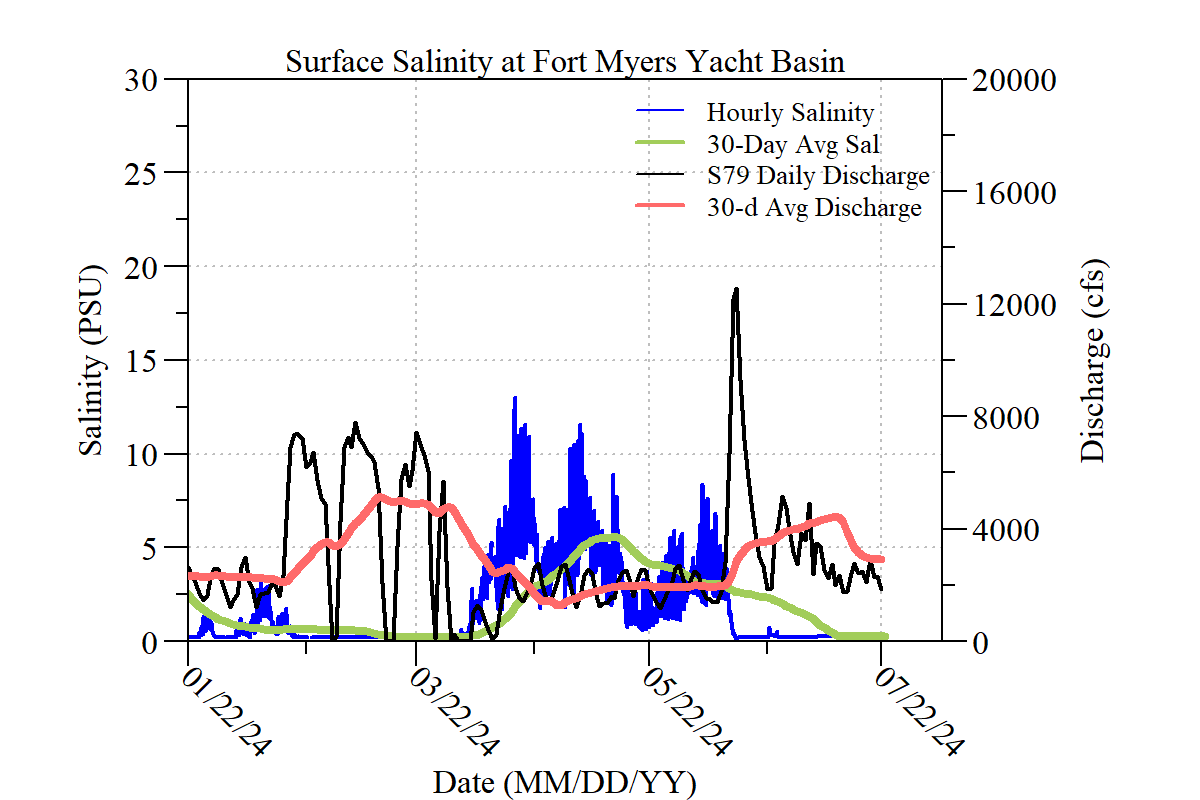 Surface Salinity at Fort Myers Yacht Basin
30
25
20
15
10
5
0
Salinity (PSU)
Hourly Salinity
30-Day Avg Sal
S79 Daily Discharge
30-d Avg Discharge
20000
16000
12000
8000
4000
0
Discharge (cfs)
01/22/24
03/22/24
05/22/24
07/22/24
Date (MM/DD/YY)